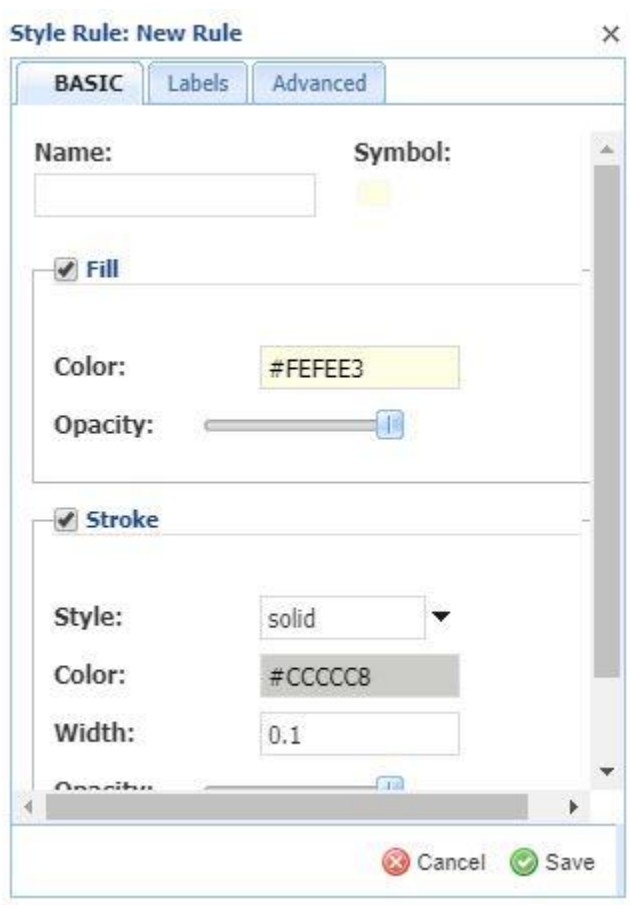 Style Rule: New Rule
BASIC Labels Advanced
Name: Symbol:
Fill
Color: #FEFEE3
Opacity:
Stroke
Style: solid
Color: #CCCCC8
Width: 0.1
Opacity:
Cancel Save